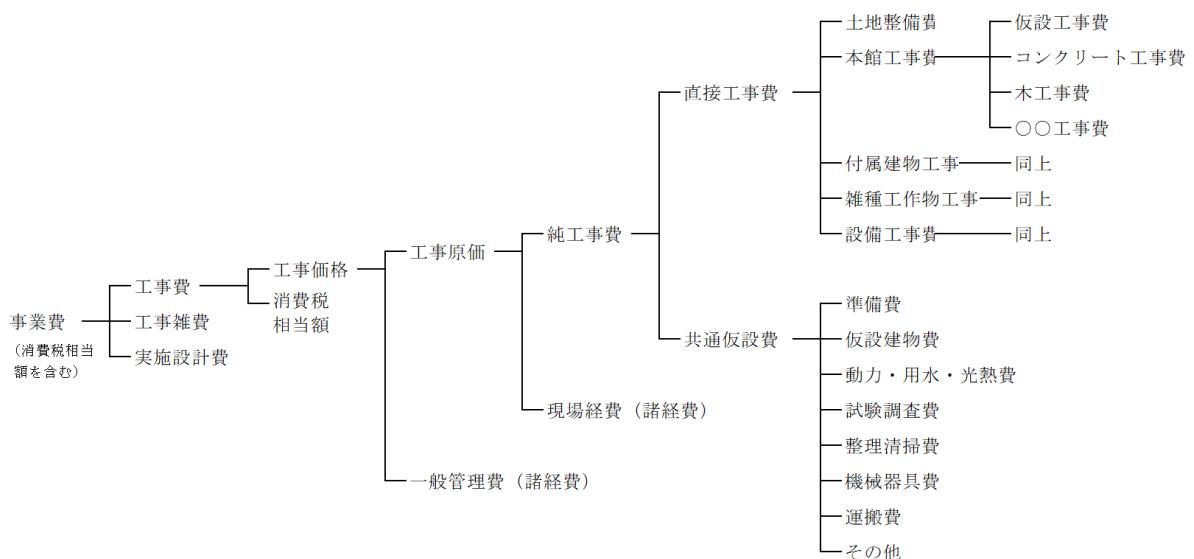 土地整備費
仮設工事費
本館工事費
コンクリート工事費
直接工事費
木工事費
○○工事費
付属建物工事
同上
雑種工作物工事
同上
純工事費
設備工事費
同上
工事原価
工事価格
工事費
消費税
相当額
事業費
(消費税相当
額を含む)
工事雑費
実施設計費
準備費
共通仮設費
仮設建物費
動力・用水・光熱費
現場経費（諸経費）
試験調査費
整理清掃費
一般管理費（諸経費）
機械器具費
運搬費
その他